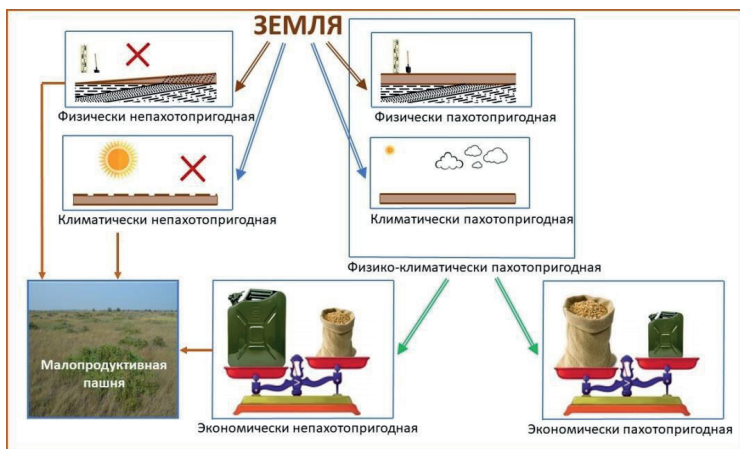 ЗЕМЛЯ
Физически непахотопригодная
Физически пахотопригодная
Климатически непахотопригодная
Климатически пахотопригодная
Физико-климатически пахотопригодная
Малопродуктивная
пашня
Экономически непахотопригодная
Экономически пахотопригодная